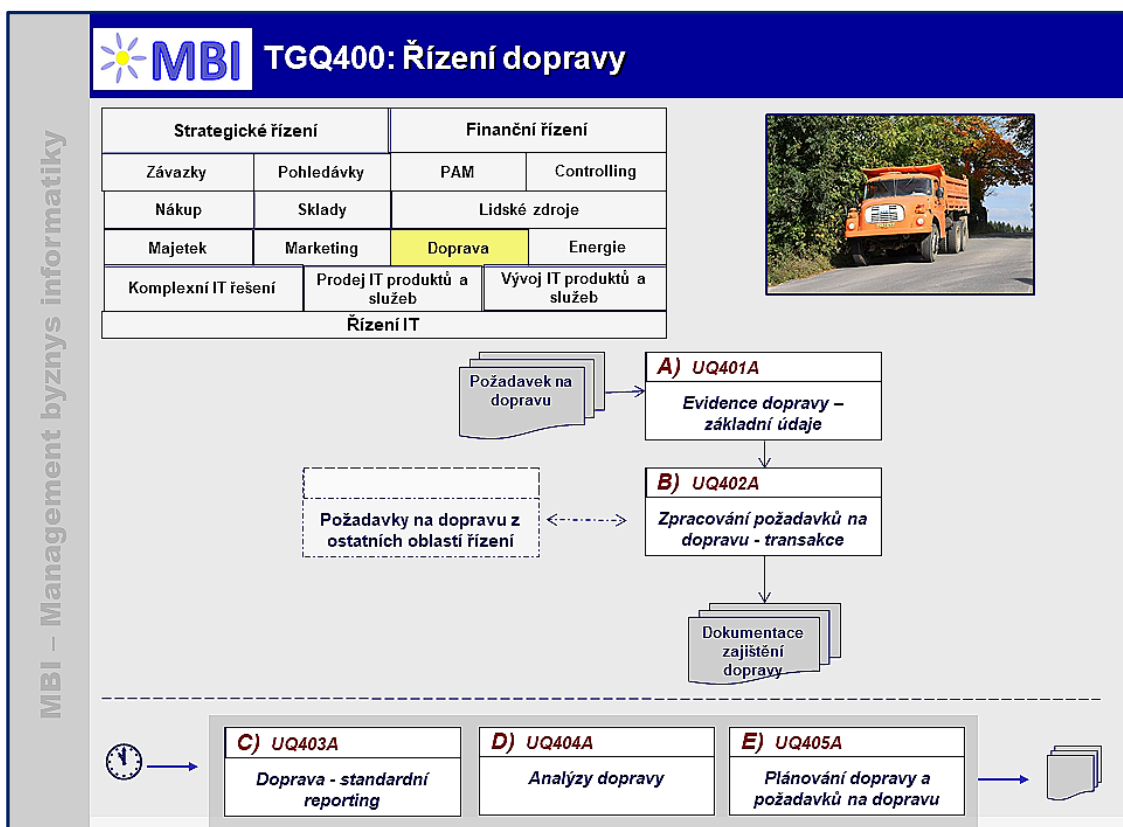 MBI
TGQ400: Řízení dopravy
MBI – Management byznys informatiky
Strategické řízení
Finanční řízení
Závazky
Pohledávky
PAM
Controlling
Nákup
Sklady
Lidské zdroje
Majetek
Marketing
Doprava
Energie
Komplexní IT řešení
Prodej IT produktů a
služeb
Vývoj IT produktů a
služeb
Řízení IT
Požadavek na
dopravu
A) UQ401A
Evidence dopravy –
základní údaje
B) UQ402A
Zpracování požadavků na
dopravu - transakce
Požadavky na dopravu z
ostatních oblastí řízení
Dokumentace
zajištění
dopravy
C) UQ403A
Doprava - standardní
reporting
D) UQ404A
Analýzy dopravy
E) UQ405A
Plánování dopravy a
požadavků na dopravu